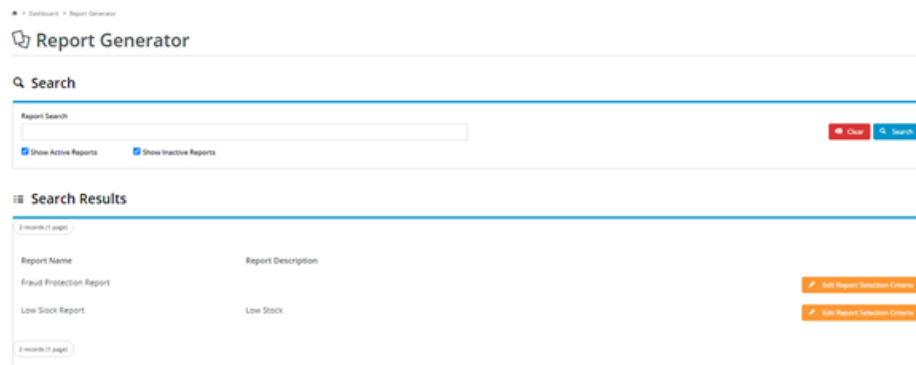 Dashboard > Report Generator
Report Generator
Search
Report Search
Clear Search
Show Active Reports Show Inactive Reports
Search Results
2 records (1 page)
Report Name Report Description
Fraud Protection Report Edit Report Selection Criteria
Low Stock Report Low Stock Edit Report Selection Criteria
2 records (1 page)